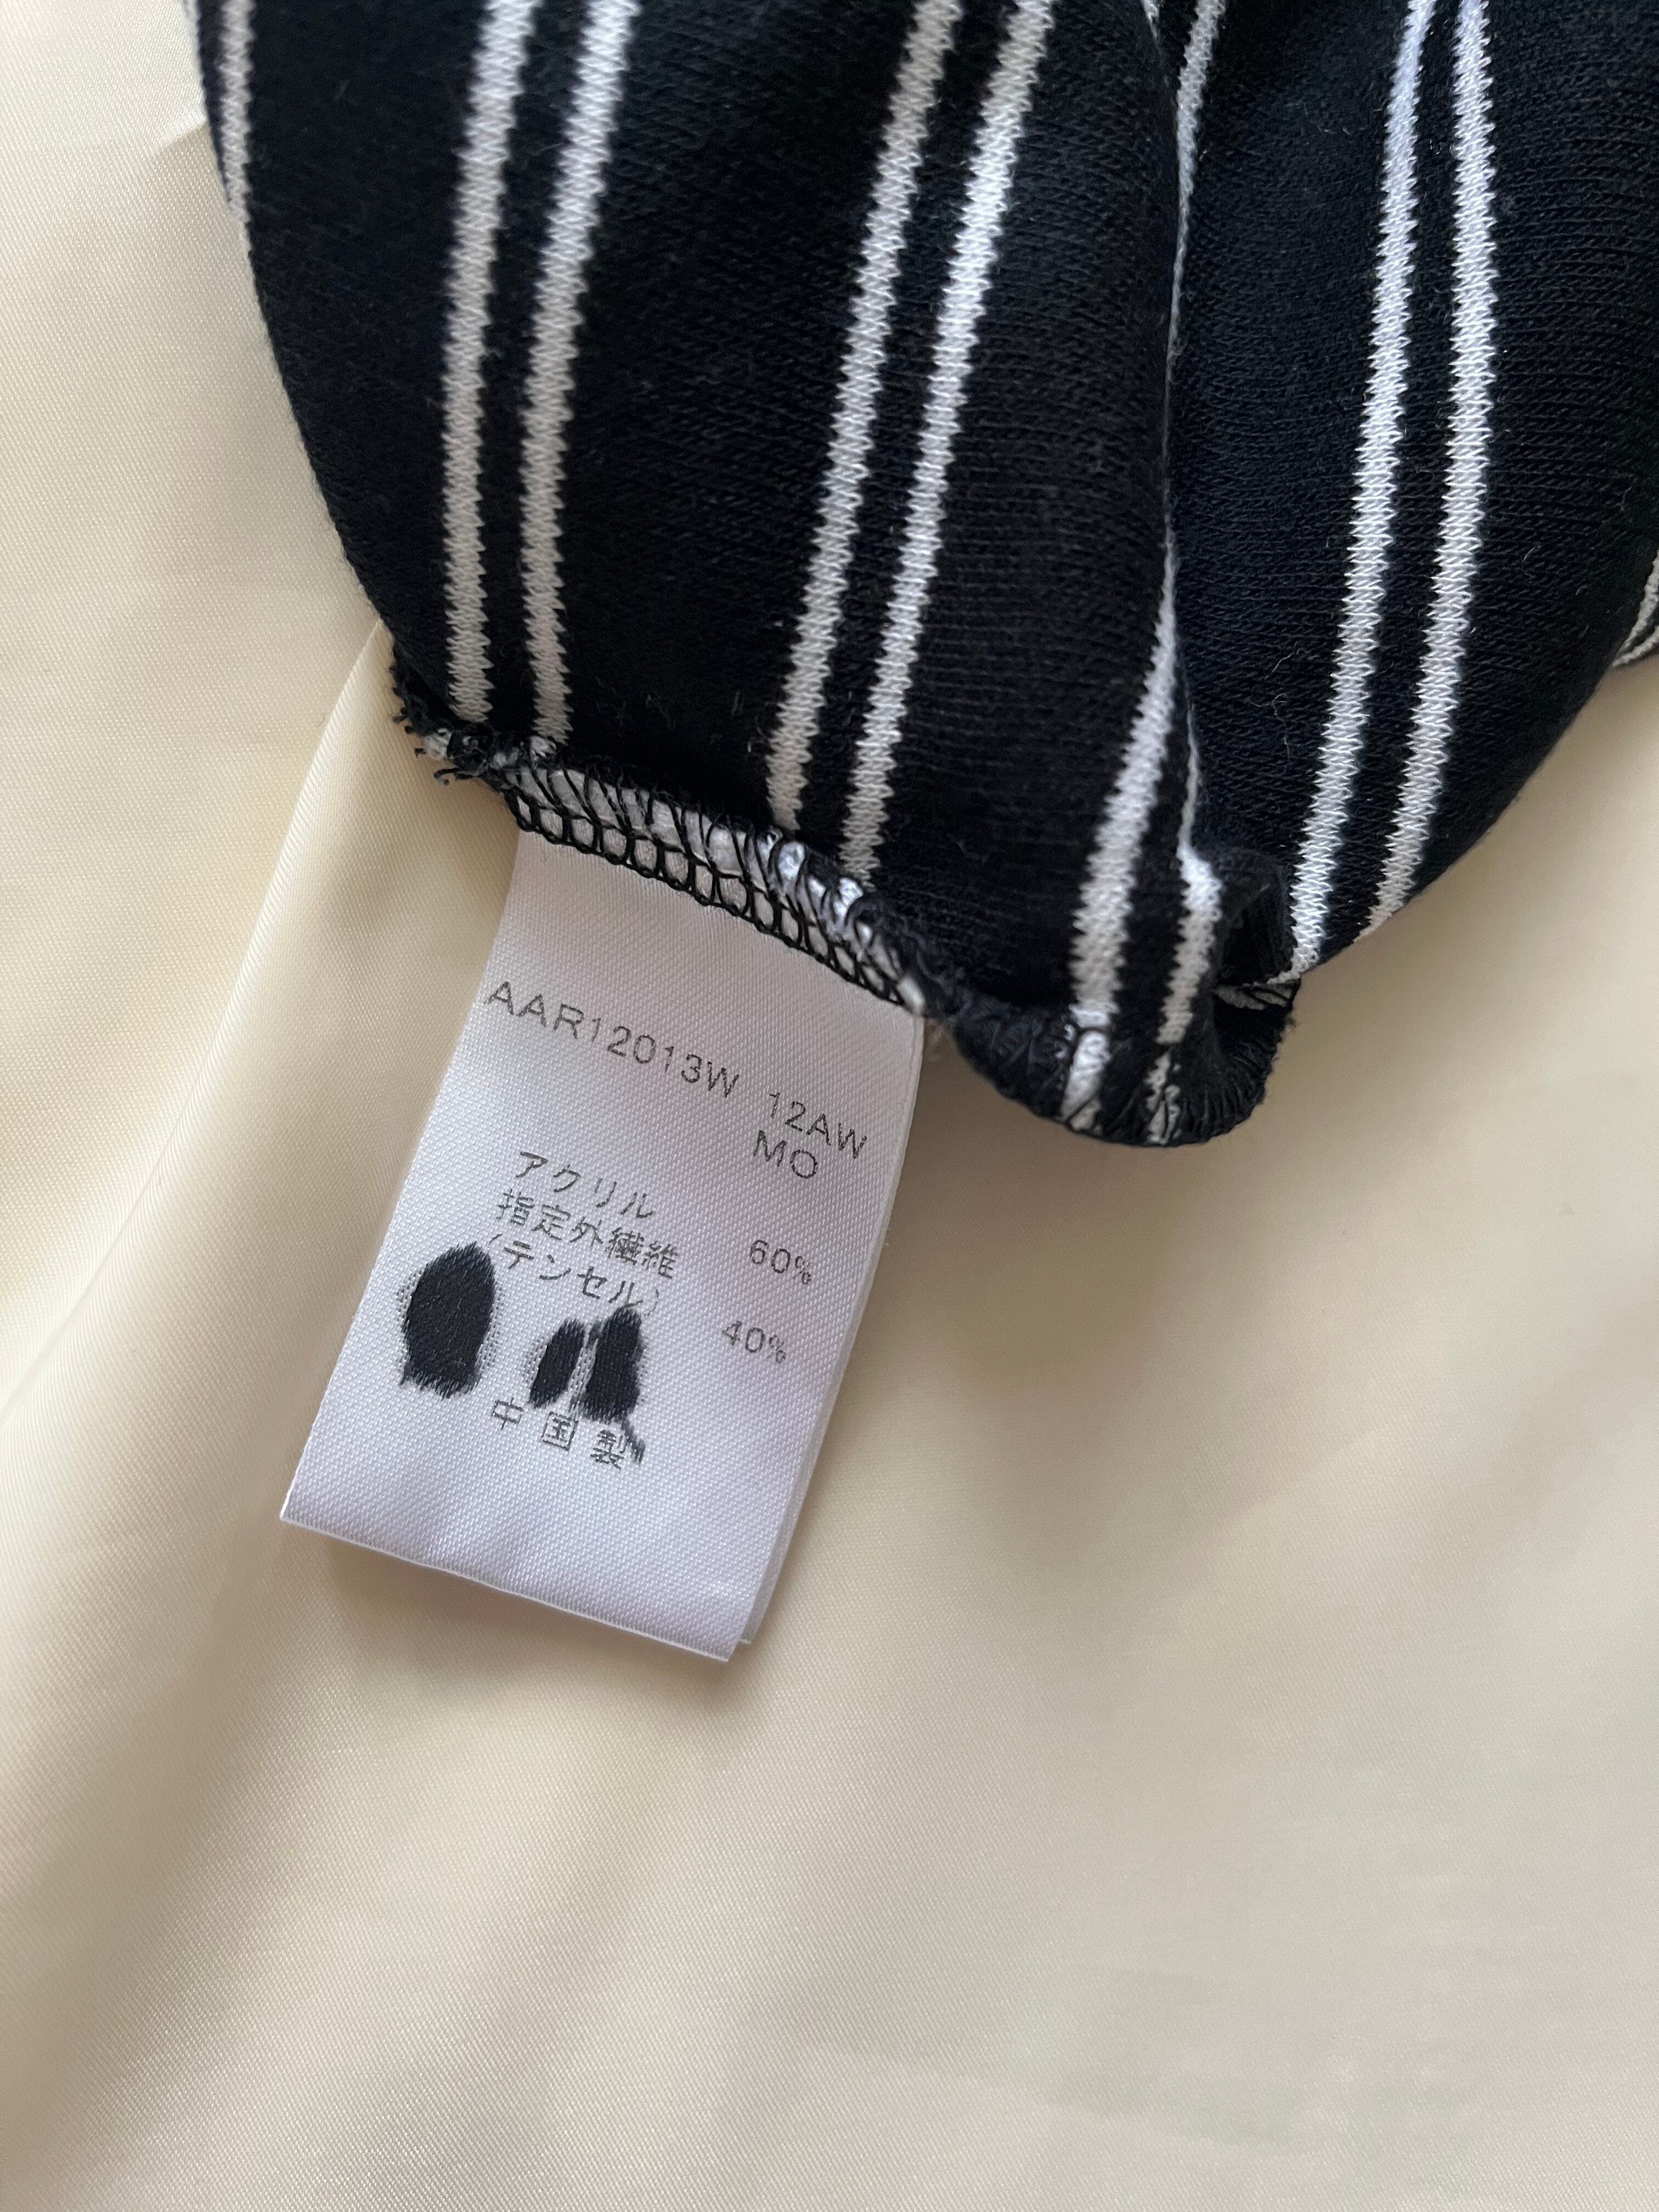 AAR12013W 12AW
MO
アクリル 60%
指定外繊維
(テンセル) 40%
中国製